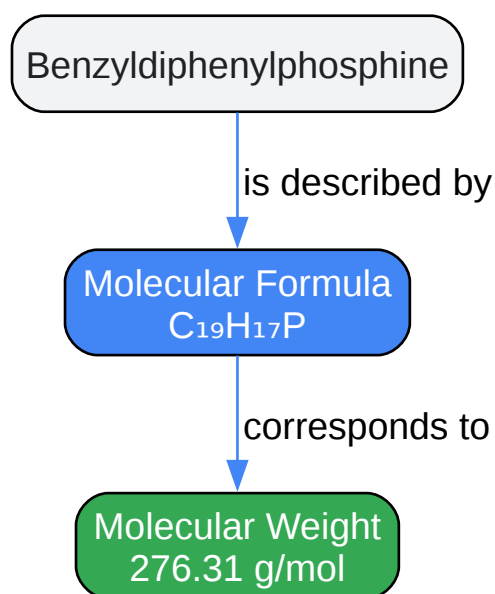 Benzyldiphenylphosphine
is described by
Molecular Formula
C₁₉H₁₇P
corresponds to
Molecular Weight
276.31 g/mol